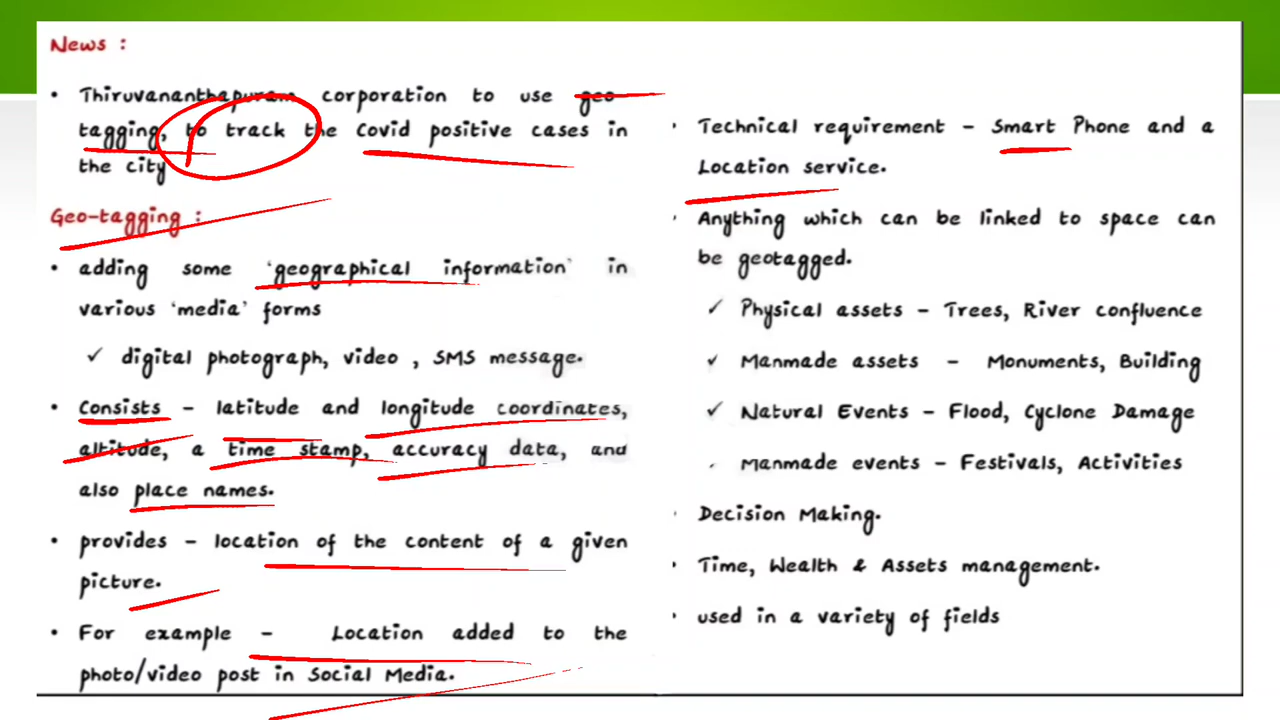 News :
• Thiruvananthapuram corporation to use geo-
tagging, to track the Covid positive cases in
the city
Geo-tagging :
• adding some 'geographical information' in
various 'media' forms
✓ digital photograph, video , SMS message.
• Consists - latitude and longitude coordinates,
altitude, a time stamp, accuracy data, and
also place names.
• provides - location of the content of a given
picture.
• For example - Location added to the
photo/video post in Social Media.
• Technical requirement - Smart Phone and a
Location service.
• Anything which can be linked to space can
be geotagged.
✓ Physical assets - Trees, River confluence
✓ Manmade assets - Monuments, Building
✓ Natural Events - Flood, Cyclone Damage
✓ Manmade events - Festivals, Activities
• Decision Making.
• Time, Wealth & Assets management.
• used in a variety of fields